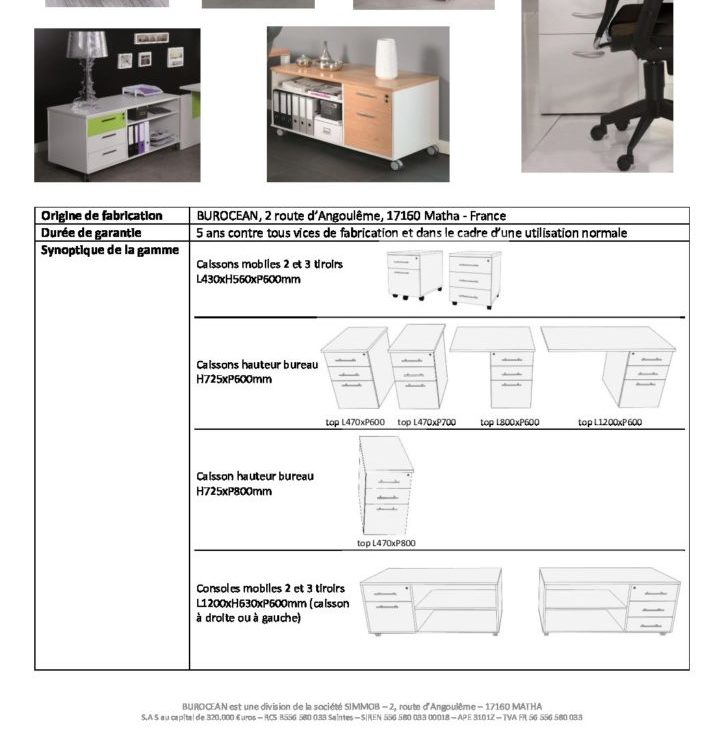 Origine de fabrication
BUROCEAN, 2 route d'Angoulême, 17160 Matha - France
Durée de garantie
5 ans contre tous vices de fabrication et dans le cadre d'une utilisation normale
Synoptique de la gamme
Caissons mobiles 2 et 3 tiroirs
L430xH560xP600mm
Caissons hauteur bureau
H725xP600mm
top L470xP600 top L470xP700 top L800xP600 top L1200xP600
Caisson hauteur bureau
H725xP800mm
top L470xP800
Consoles mobiles 2 et 3 tiroirs
L1200xH630xP600mm (caisson
à droite ou à gauche)
BUROCEAN est une division de la société SIMMOB – 2, route d'Angoulême – 17160 MATHA
S.A S au capital de 320.000 Euros – RCS B556 580 033 Saintes – SIREN 556 580 033 00018 – APE 3101Z – TVA FR 56 556 580 033